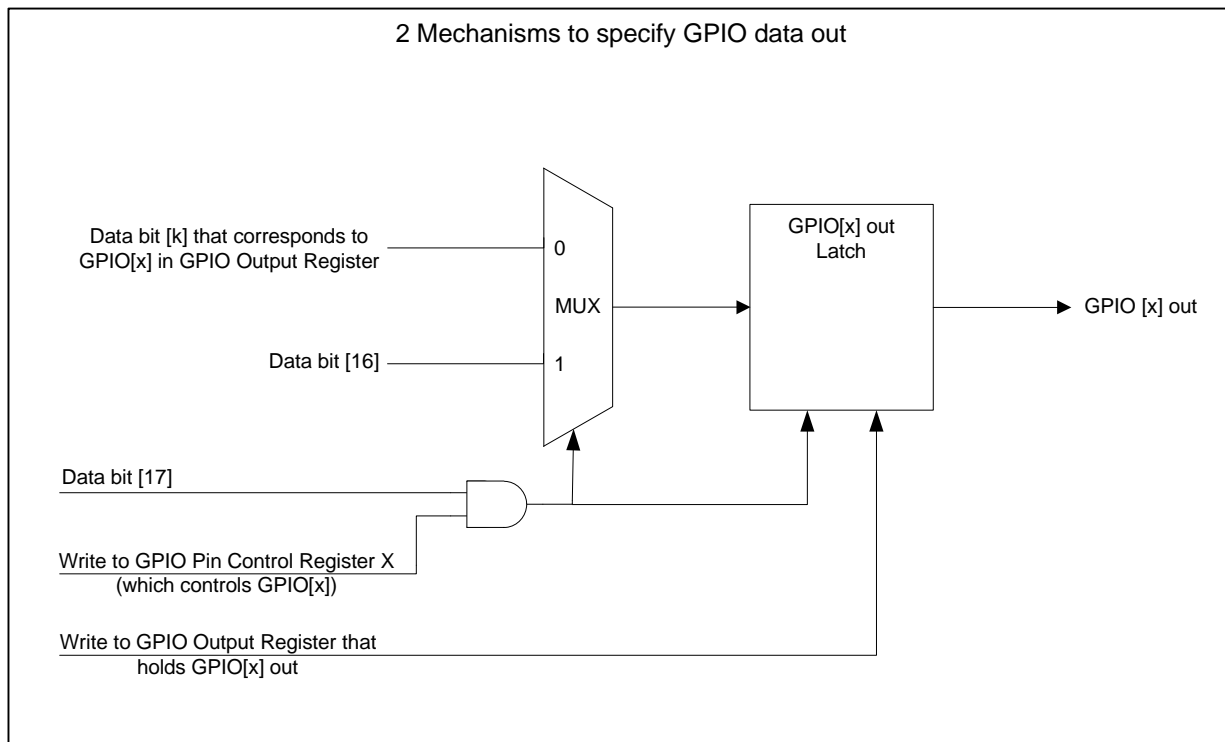 2 Mechanisms to specify GPIO data out
Data bit [k] that corresponds to
GPIO[x] in GPIO Output Register
0
MUX
Data bit [16]
1
GPIO[x] out
Latch
GPIO [x] out
Data bit [17]
Write to GPIO Pin Control Register X
(which controls GPIO[x])
Write to GPIO Output Register that
holds GPIO[x] out